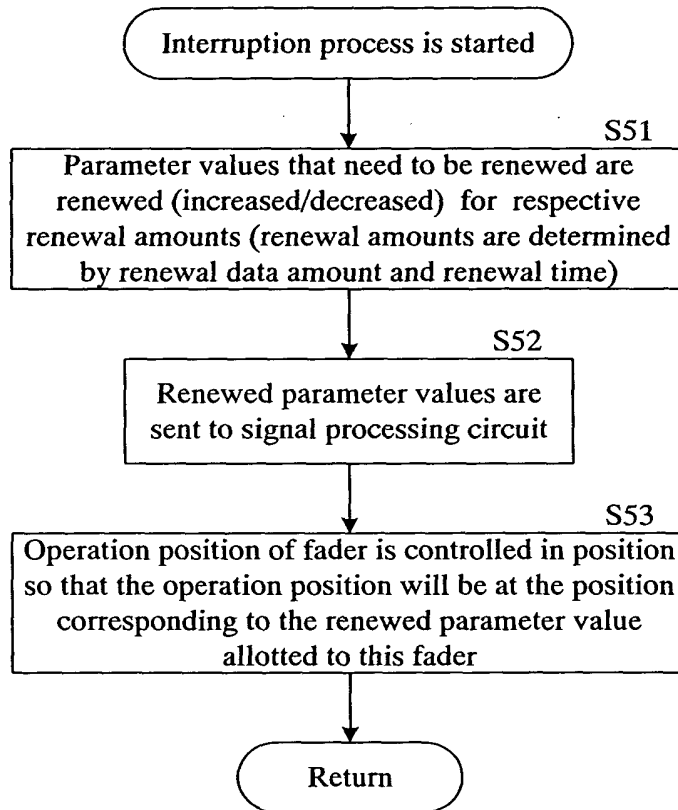 Interruption process is started
S51
Parameter values that need to be renewed are
renewed (increased/decreased) for respective
renewal amounts (renewal amounts are determined
by renewal data amount and renewal time)
S52
Renewed parameter values are
sent to signal processing circuit
S53
Operation position of fader is controlled in position
so that the operation position will be at the position
corresponding to the renewed parameter value
allotted to this fader
Return